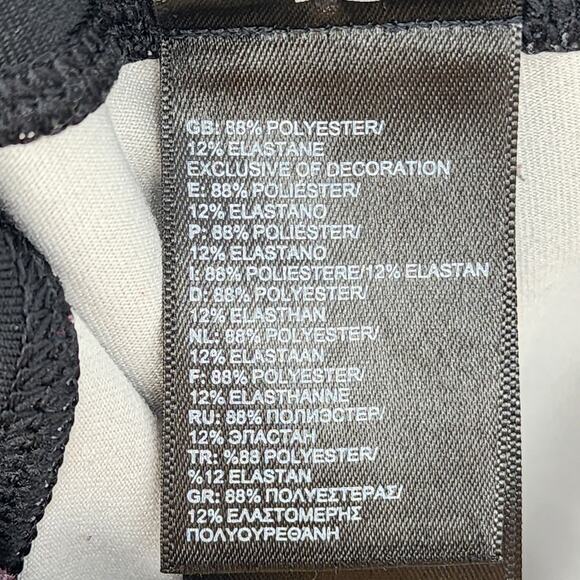 GB: 88% POLYESTER/
12% ELASTANE
EXCLUSIVE OF DECORATION
E: 88% POLIESTER/
12% ELASTANO
P: 88% POLIESTER/
12% ELASTANO
I: 88% POLIESTERE/12% ELASTAN
D: 88% POLYESTER/
12% ELASTHAN
NL: 88% POLYESTER/
12% ELASTAAN
F: 88% POLYESTER/
12% ELASTHANNE
RU: 88% ПОЛИЭСТЕР/
12% ЭЛАСТАН
TR: %88 POLYESTER/
%12 ELASTAN
GR: 88% ΠΟΛΥΕΣΤΕΡΑΣ/
12% ΕΛΑΣΤΟΜΕΡΗΣ
ΠΟΛΥΟΥΡΕΘΑΝΗ